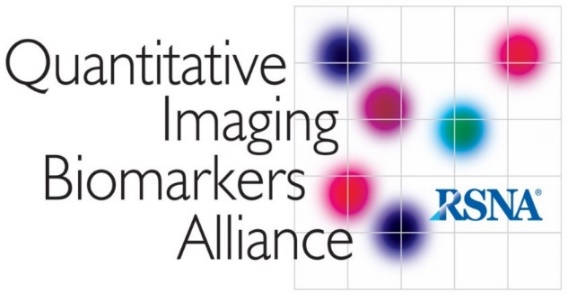 Quantitative
Imaging
Biomarkers
Alliance
RSNA®